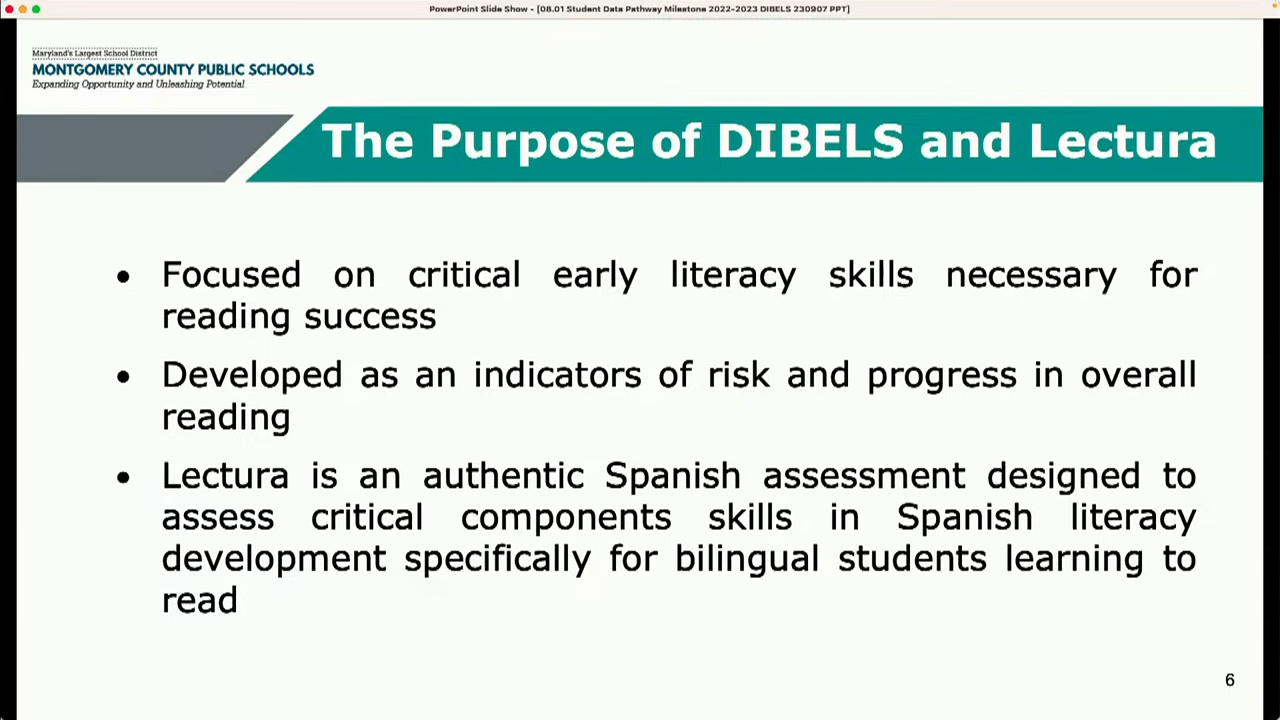 PowerPoint Slide Show - [08.01 Student Data Pathway Milestone 2022-2023 DIBELS 230907 PPT]
Maryland's Largest School District
MONTGOMERY COUNTY PUBLIC SCHOOLS
Expanding Opportunity and Unleashing Potential
The Purpose of DIBELS and Lectura
• Focused on critical early literacy skills necessary for
reading success
• Developed as an indicators of risk and progress in overall
reading
• Lectura is an authentic Spanish assessment designed to
assess critical components skills in Spanish literacy
development specifically for bilingual students learning to
read
6